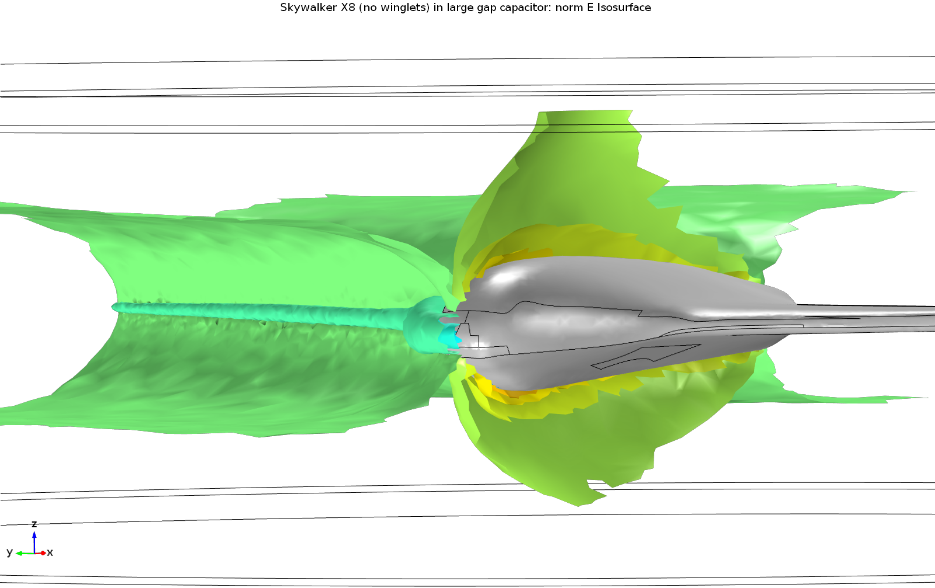 Skywalker X8 (no winglets) in large gap capacitor: norm E Isosurface
z
y x